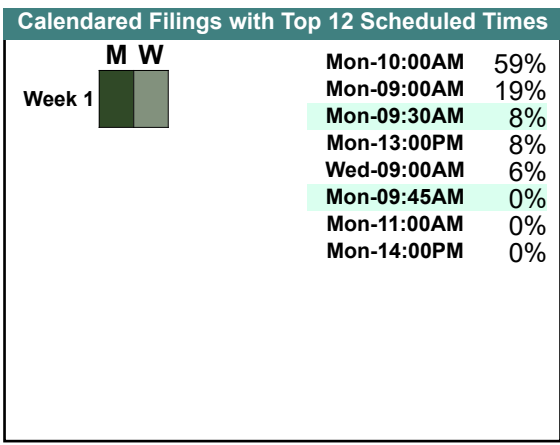 Calendared Filings with Top 12 Scheduled Times
M W
Week 1
Mon-10:00AM 59%
Mon-09:00AM 19%
Mon-09:30AM 8%
Mon-13:00PM 8%
Wed-09:00AM 6%
Mon-09:45AM 0%
Mon-11:00AM 0%
Mon-14:00PM 0%